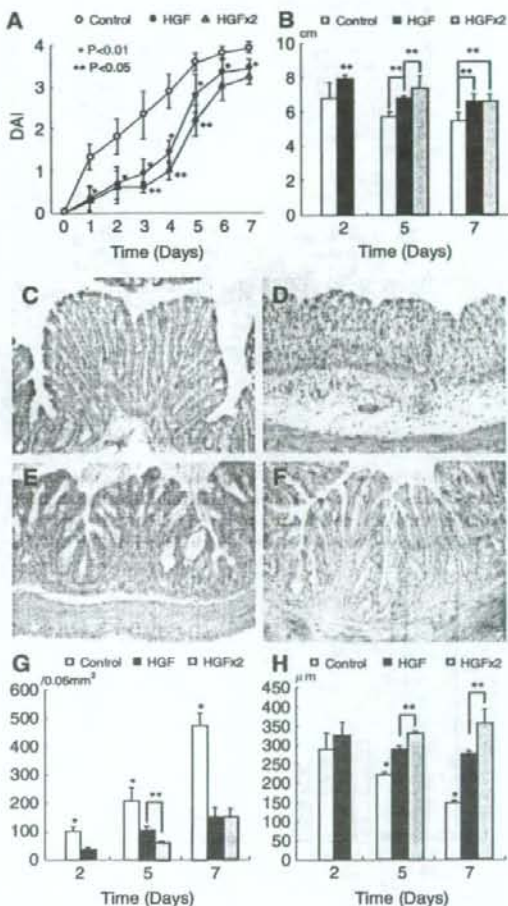 A Control HGF HGFx2
* P<0.01
** P<0.05
DAI
4
3
2
1
0
0 1 2 3 4 5 6 7
Time (Days)
* * * * * * *
** ** **
B Control HGF HGFx2
cm
10
8
6
4
2
0
** ** ** ** **
2 5 7
Time (Days)
C
D
E
F
G Control HGF HGFx2
/0.06mm²
600
500
400
300
200
100
0
* * ** *
2 5 7
Time (Days)
H Control HGF HGFx2
μm
450
400
350
300
250
200
150
100
50
0
* ** * **
2 5 7
Time (Days)